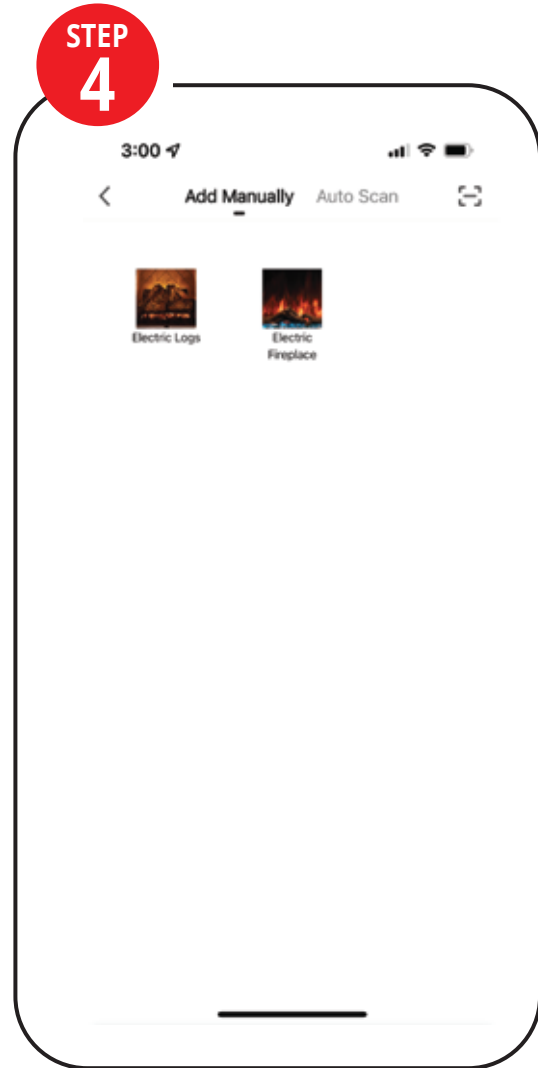 STEP
4
3:00
Add Manually Auto Scan
Electric Logs
Electric
Fireplace